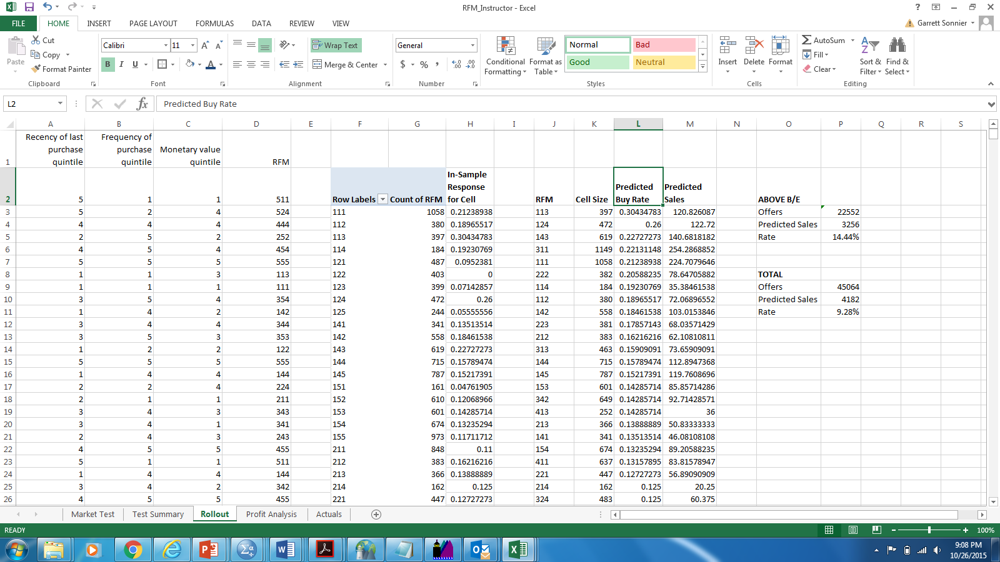 RFM_Instructor - Excel
FILE HOME INSERT PAGE LAYOUT FORMULAS DATA REVIEW VIEW Garrett Sonnier
Paste Cut Copy Format Painter Clipboard
Calibri 11 B I U A Font
Wrap Text Merge & Center Alignment
General $ % , Number
Conditional Formatting Format as Table Normal Bad Good Neutral Styles
Insert Delete Format Cells
AutoSum Fill Clear Sort & Filter Find & Select Editing
L2 fx Predicted Buy Rate
A B C D E F G H I J K L M N O P Q R S
1 Recency of last purchase quintile Frequency of purchase quintile Monetary value quintile RFM
2 5 1 1 511 Row Labels Count of RFM In-Sample Response for Cell RFM Cell Size Predicted Buy Rate Predicted Sales ABOVE B/E
3 5 2 4 524 111 1058 0.21238938 113 397 0.30434783 120.826087 Offers 22552
4 4 4 4 444 112 380 0.18965517 124 472 0.26 122.72 Predicted Sales 3256
5 2 5 2 252 113 397 0.30434783 143 619 0.22727273 140.6818182 Rate 14.44%
6 4 5 4 454 114 184 0.19230769 311 1149 0.22131148 254.2868852
7 5 5 5 555 121 487 0.0952381 111 1058 0.21238938 224.7079646
8 1 1 3 113 122 403 0 222 382 0.20588235 78.64705882 TOTAL
9 1 1 1 111 123 399 0.07142857 114 184 0.19230769 35.38461538 Offers 45064
10 3 5 4 354 124 472 0.26 112 380 0.18965517 72.06896552 Predicted Sales 4182
11 1 4 2 142 125 244 0.05555556 142 558 0.18461538 103.0153846 Rate 9.28%
12 3 4 4 344 141 341 0.13513514 223 381 0.17857143 68.03571429
13 3 5 3 353 142 558 0.18461538 212 383 0.16216216 62.10810811
14 1 2 2 122 143 619 0.22727273 313 463 0.15909091 73.65909091
15 5 5 5 555 144 715 0.15789474 144 715 0.15789474 112.8947368
16 1 4 4 144 145 787 0.15217391 145 787 0.15217391 119.7608696
17 2 2 4 224 151 161 0.04761905 153 601 0.14285714 85.85714286
18 2 1 1 211 152 610 0.12068966 342 649 0.14285714 92.71428571
19 3 4 3 343 153 601 0.14285714 413 252 0.14285714 36
20 3 4 1 341 154 674 0.13235294 213 366 0.13888889 50.83333333
21 2 4 3 243 155 973 0.11711712 141 341 0.13513514 46.08108108
22 4 5 5 455 211 848 0.11 154 674 0.13235294 89.20588235
23 5 1 1 511 212 383 0.16216216 411 637 0.13157895 83.81578947
24 1 4 4 144 213 366 0.13888889 221 447 0.12727273 56.89090909
25 3 4 2 342 214 162 0.125 214 162 0.125 20.25
26 4 5 5 455 221 447 0.12727273 324 483 0.125 60.375
Market Test Test Summary Rollout Profit Analysis Actuals
READY 100%
9:08 PM
10/26/2015